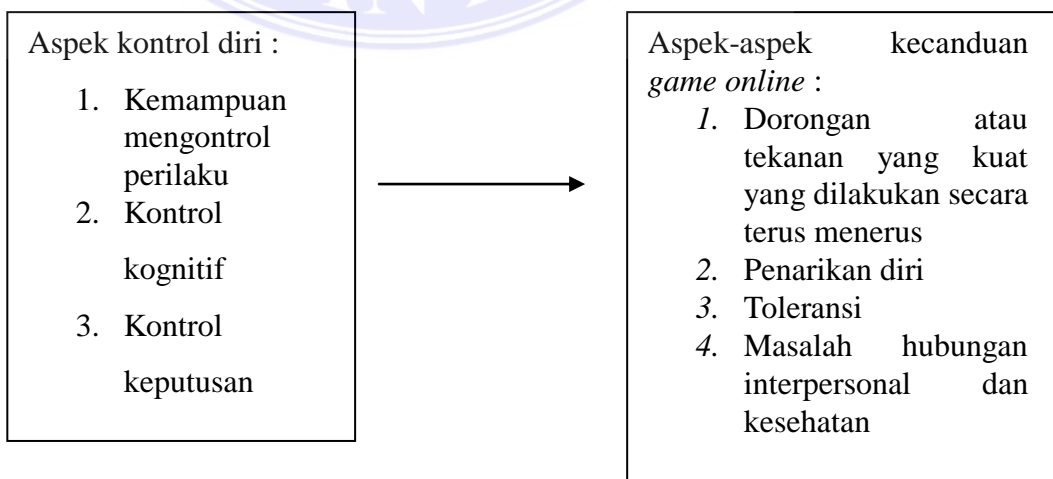 Aspek kontrol diri :
1. Kemampuan
mengontrol
perilaku
2. Kontrol
kognitif
3. Kontrol
keputusan
Aspek-aspek kecanduan
game online :
1. Dorongan atau
tekanan yang kuat
yang dilakukan secara
terus menerus
2. Penarikan diri
3. Toleransi
4. Masalah hubungan
interpersonal dan
kesehatan